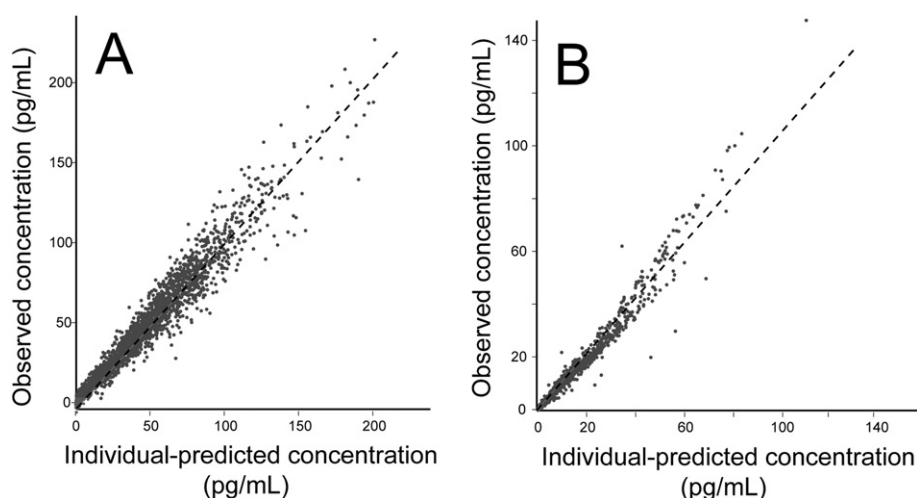 A
Observed concentration (pg/mL)
200
150
100
50
0
0 50 100 150 200
Individual-predicted concentration
(pg/mL)
B
Observed concentration (pg/mL)
140
100
60
20
0
0 20 60 100 140
Individual-predicted concentration
(pg/mL)